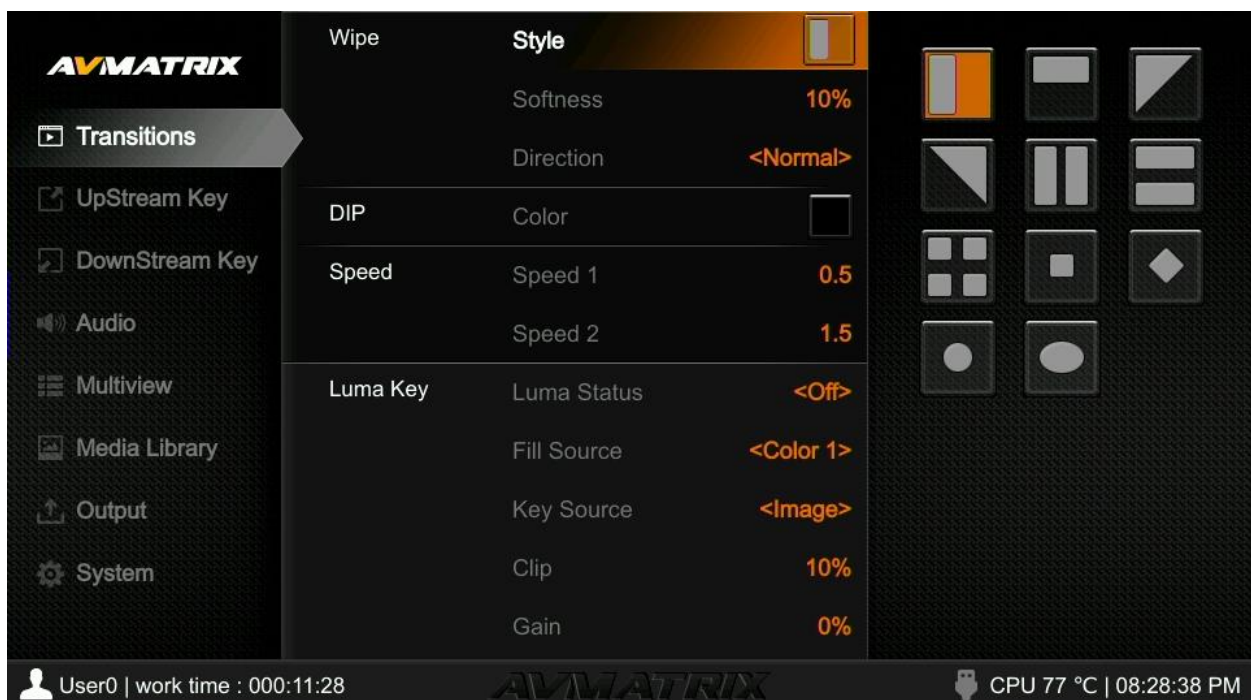 AVMATRIX
Transitions
UpStream Key
DownStream Key
Audio
Multiview
Media Library
Output
System
Wipe Style
Softness 10%
Direction <Normal>
DIP Color
Speed Speed 1 0.5
Speed 2 1.5
Luma Key Luma Status <Off>
Fill Source <Color 1>
Key Source <Image>
Clip 10%
Gain 0%
User0 | work time : 000:11:28
AVMATRIX
CPU 77 ℃ | 08:28:38 PM